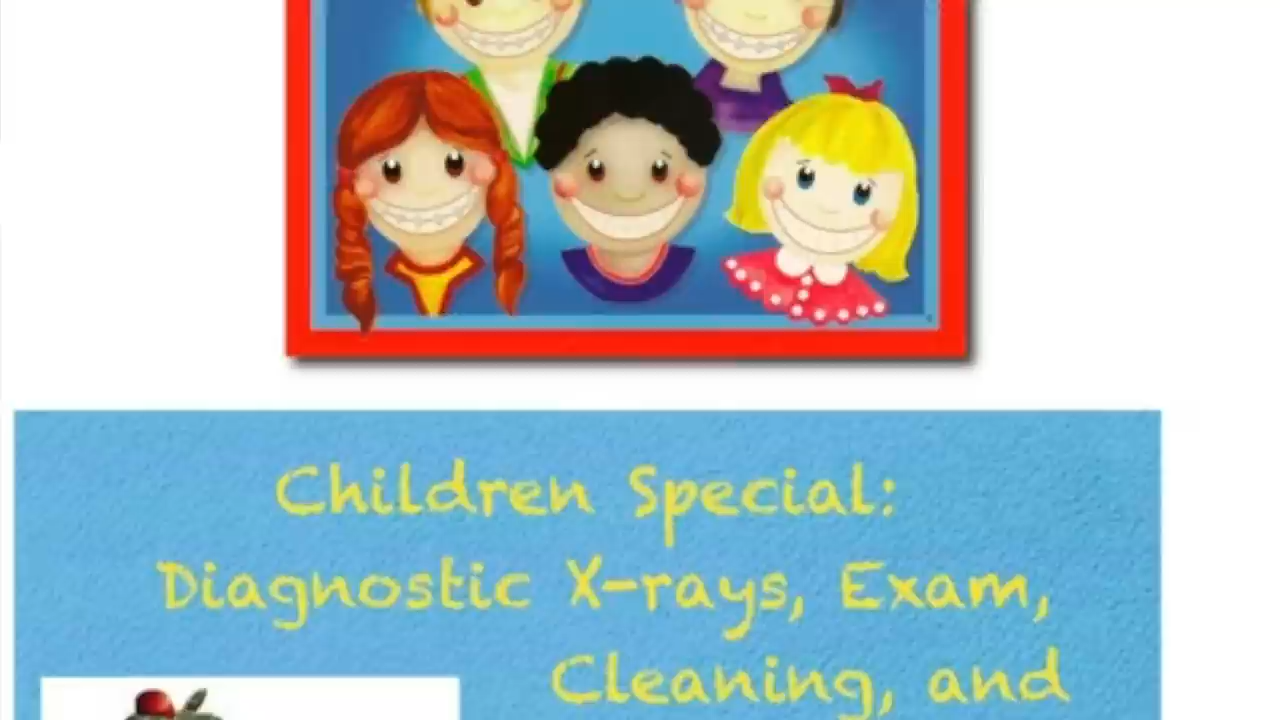 Children Special:
Diagnostic X-rays, Exam,
Cleaning, and